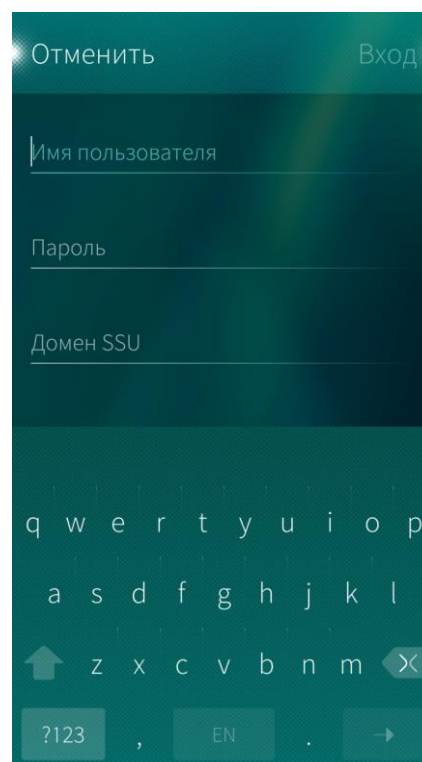 Отменить Вход
Имя пользователя
Пароль
Домен SSU
q w e r t y u i o p
a s d f g h j k l
z x c v b n m
?123 , EN .